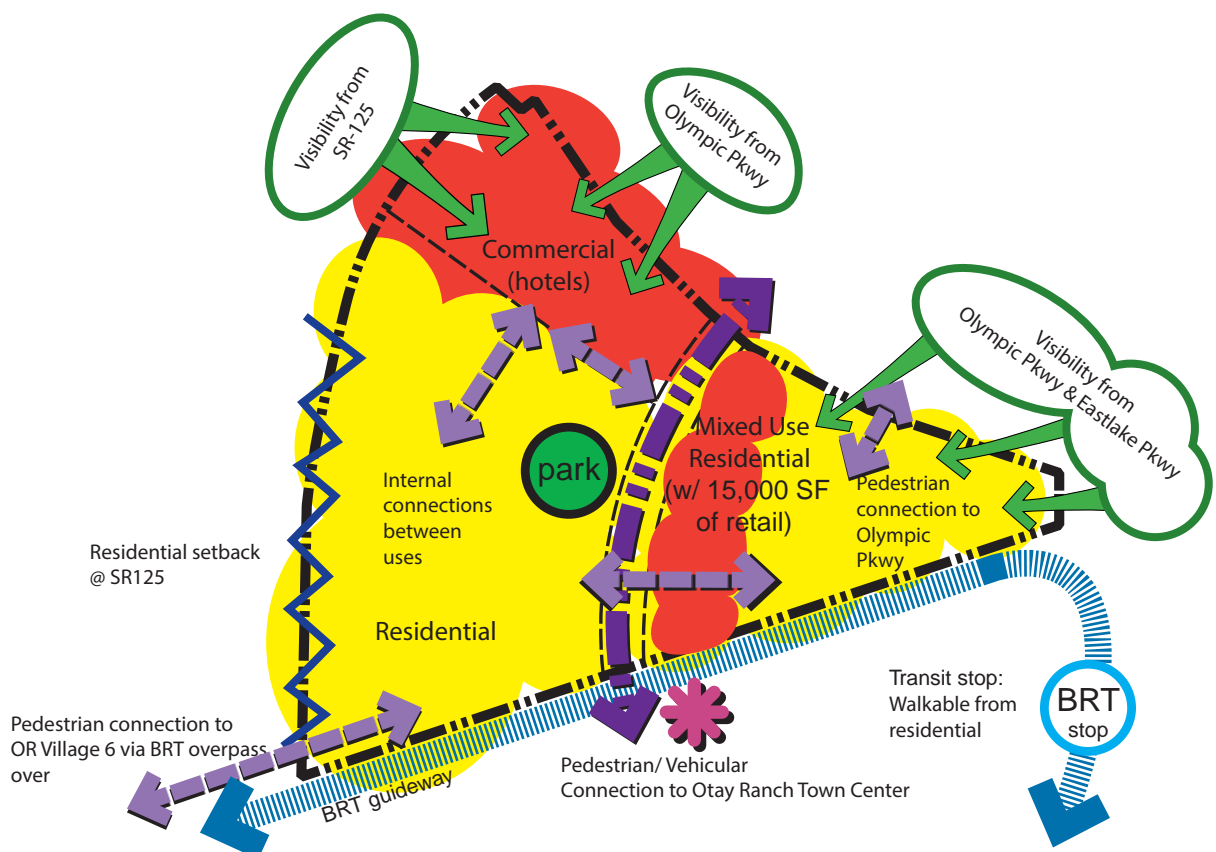 Visibility from
SR-125
Visibility from
Olympic Pkwy
Commercial
(hotels)
Visibility from
Olympic Pkwy & Eastlake Pkwy
Mixed Use
Residential
(w/ 15,000 SF
of retail)
park
Internal
connections
between
uses
Pedestrian
connection to
Olympic
Pkwy
Residential setback
@ SR125
Residential
Transit stop:
Walkable from
residential
BRT
stop
Pedestrian connection to
OR Village 6 via BRT overpass
over
BRT guideway
Pedestrian/ Vehicular
Connection to Otay Ranch Town Center